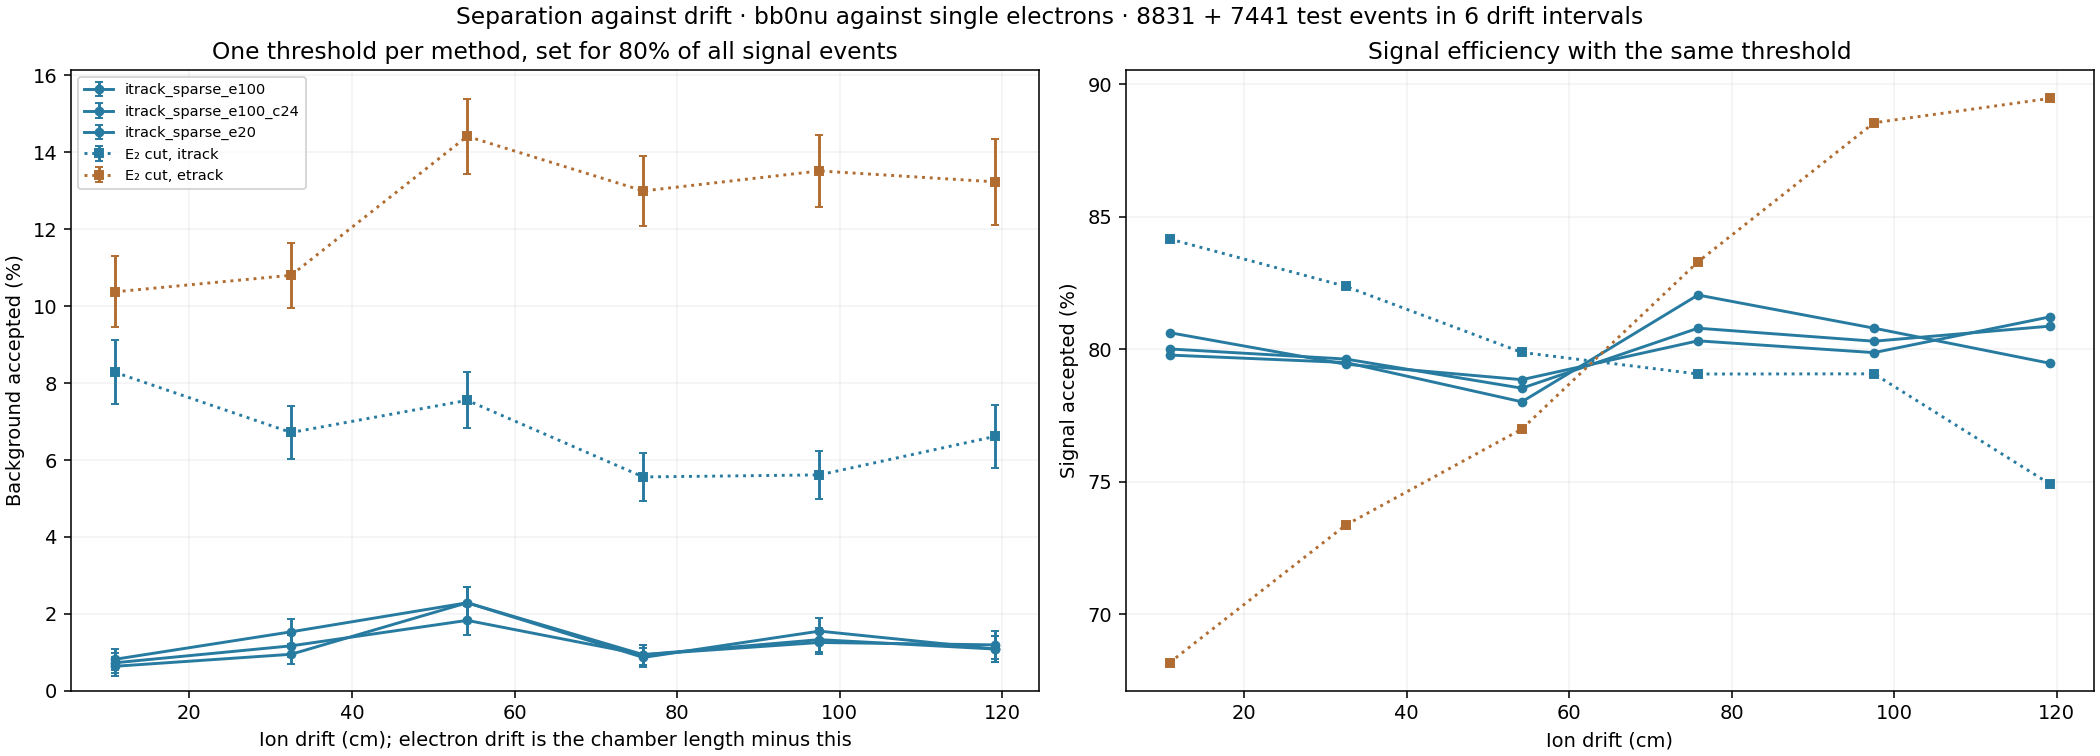 Separation against drift · bb0nu against single electrons · 8831 + 7441 test events in 6 drift intervals
One threshold per method, set for 80% of all signal events
Background accepted (%)
16
14
12
10
8
6
4
2
0
itrack_sparse_e100
itrack_sparse_e100_c24
itrack_sparse_e20
E₂ cut, itrack
E₂ cut, etrack
20 40 60 80 100 120
Ion drift (cm); electron drift is the chamber length minus this
Signal efficiency with the same threshold
Signal accepted (%)
90
85
80
75
70
20 40 60 80 100 120
Ion drift (cm)